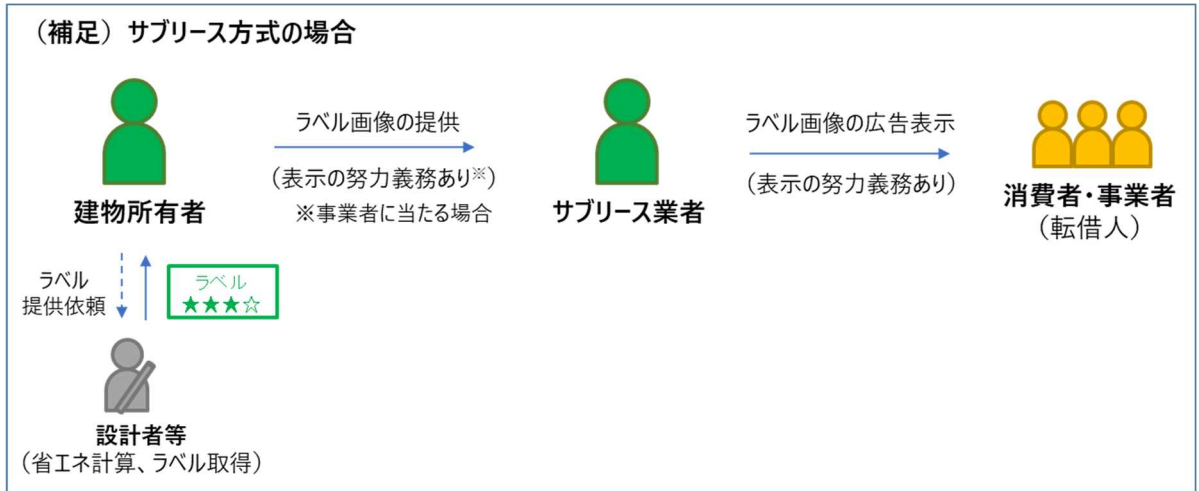 （補足）サブリース方式の場合
ラベル画像の提供
（表示の努力義務あり※）
※事業者に当たる場合
ラベル画像の広告表示
（表示の努力義務あり）
建物所有者
サブリース業者
消費者・事業者
（転借人）
ラベル
提供依頼
ラベル
★★★☆
設計者等
（省エネ計算、ラベル取得）